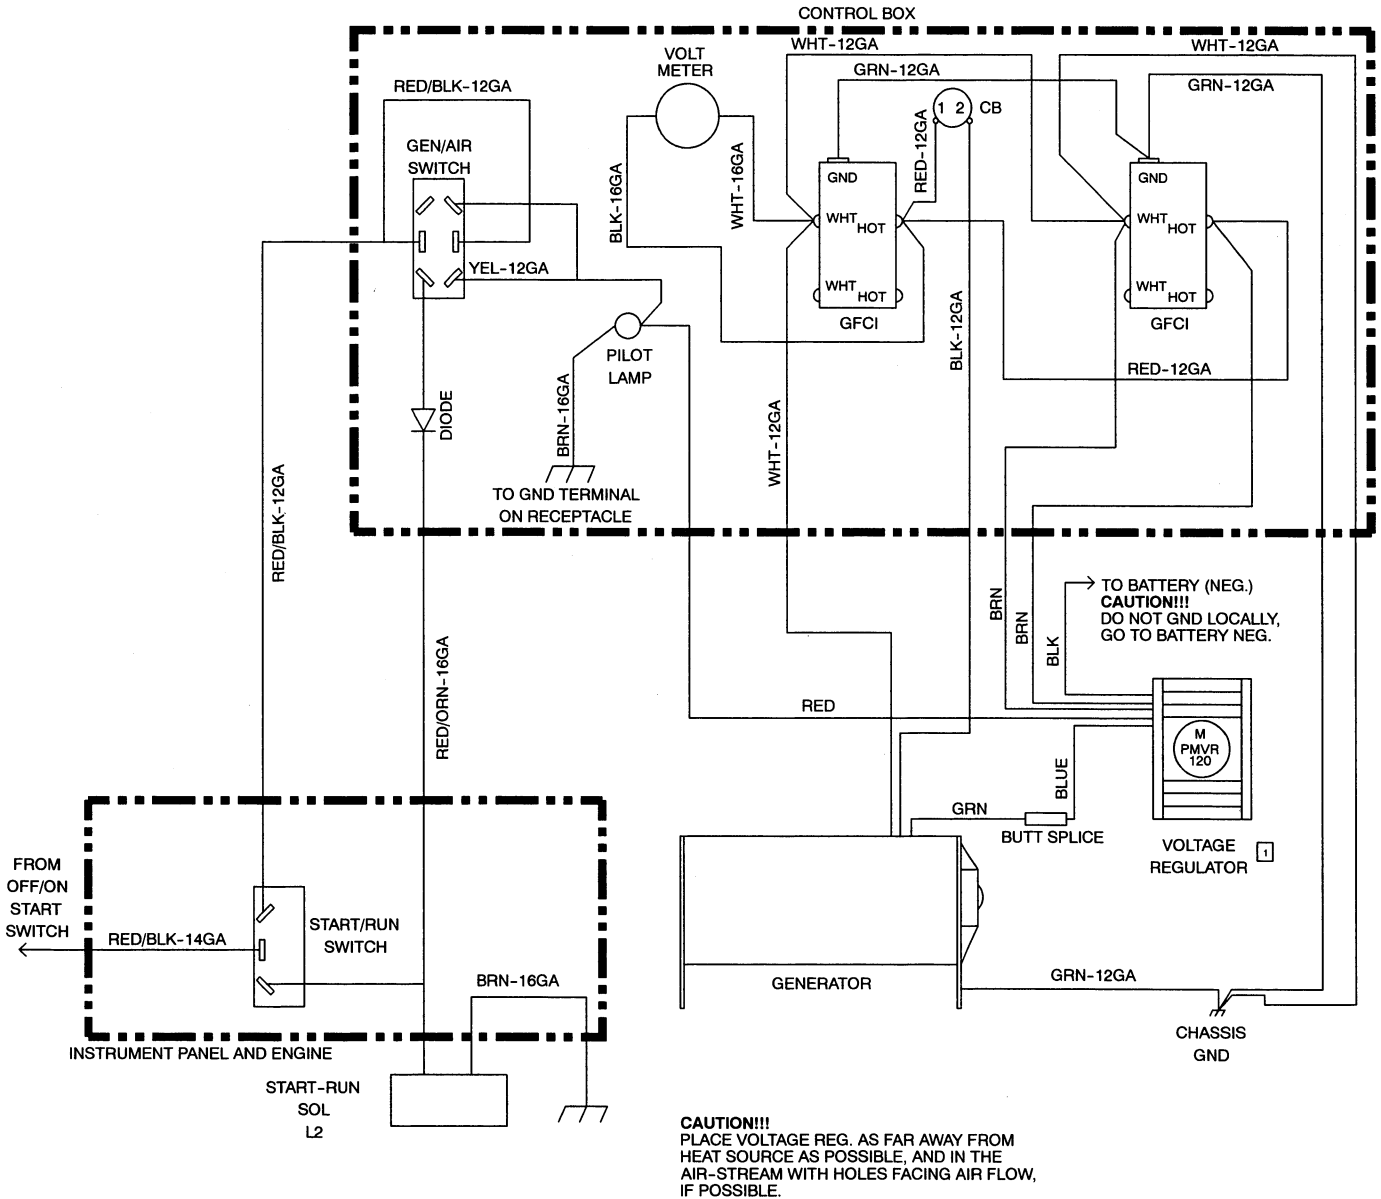 CONTROL BOX
VOLT
METER
WHT-12GA
WHT-12GA
GRN-12GA
GRN-12GA
RED/BLK-12GA
1 2
CB
GEN/AIR
SWITCH
RED-12GA
BLK-16GA
WHT-16GA
GND
WHT
HOT
WHT
HOT
GFCI
GND
WHT
HOT
WHT
HOT
GFCI
YEL-12GA
PILOT
LAMP
BLK-12GA
RED-12GA
DIODE
BRN-16GA
WHT-12GA
TO GND TERMINAL
ON RECEPTACLE
RED/BLK-12GA
RED/ORN-16GA
BRN
BRN
BLK
TO BATTERY (NEG.)
CAUTION!!!
DO NOT GND LOCALLY,
GO TO BATTERY NEG.
RED
M
PMVR
120
BLUE
GRN
BUTT SPLICE
VOLTAGE
REGULATOR
1
FROM
OFF/ON
START
SWITCH
RED/BLK-14GA
START/RUN
SWITCH
BRN-16GA
GENERATOR
GRN-12GA
CHASSIS
GND
INSTRUMENT PANEL AND ENGINE
START-RUN
SOL
L2
CAUTION!!!
PLACE VOLTAGE REG. AS FAR AWAY FROM
HEAT SOURCE AS POSSIBLE, AND IN THE
AIR-STREAM WITH HOLES FACING AIR FLOW,
IF POSSIBLE.